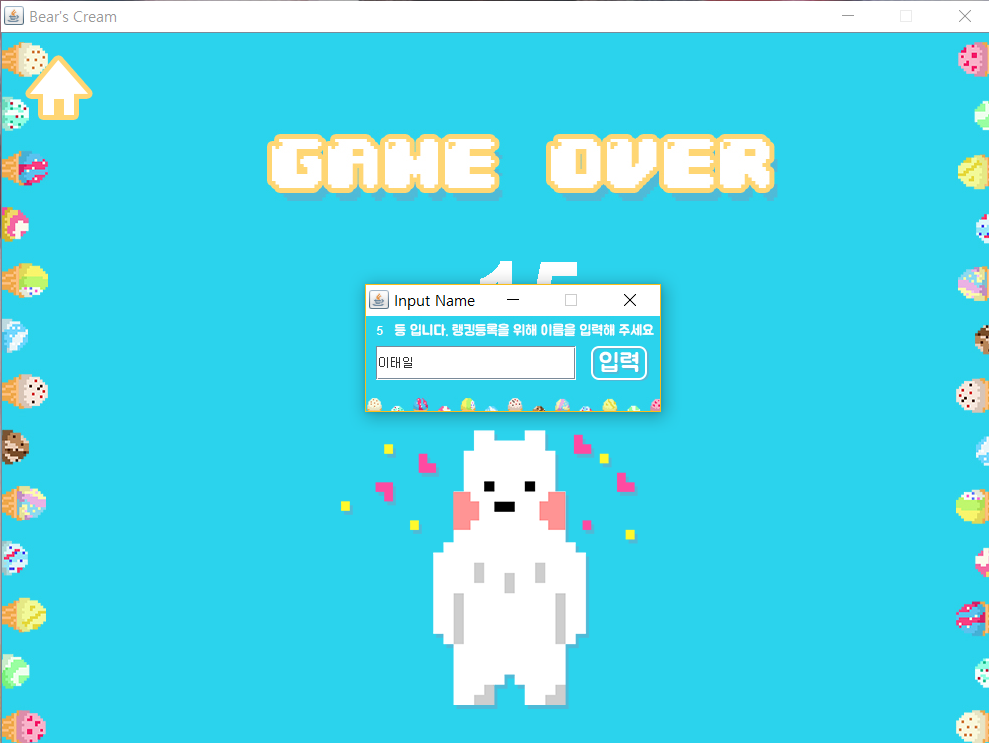 Bear's Cream
GAME OVER
15
Input Name
5 등 입니다. 랭킹등록을 위해 이름을 입력해 주세요
이태일
입력